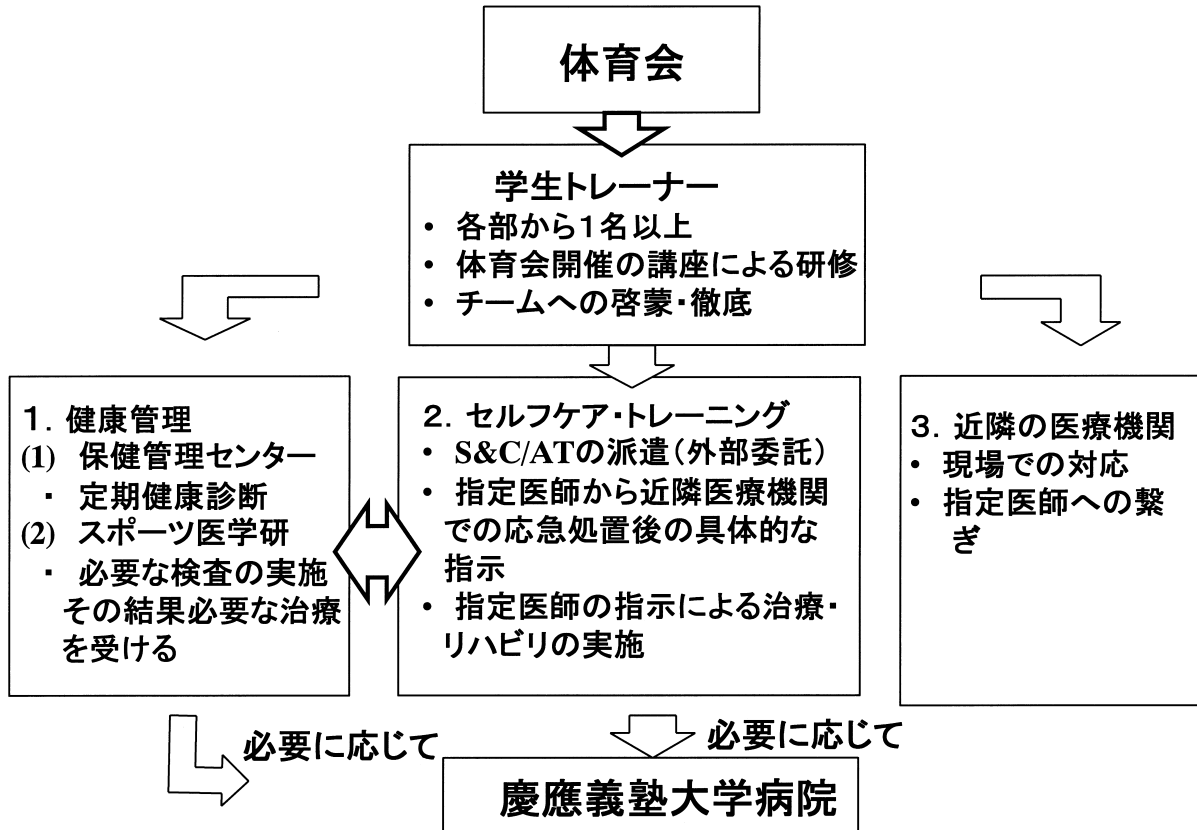 体育会
学生トレーナー
・ 各部から1名以上
・ 体育会開催の講座による研修
・ チームへの啓蒙・徹底
1. 健康管理
(1) 保健管理センター
・ 定期健康診断
(2) スポーツ医学研
・ 必要な検査の実施
その結果必要な治療
を受ける
2. セルフケア・トレーニング
・ S&C/ATの派遣(外部委託)
・ 指定医師から近隣医療機関
での応急処置後の具体的な
指示
・ 指定医師の指示による治療・
リハビリの実施
3. 近隣の医療機関
・ 現場での対応
・ 指定医師への繋
ぎ
必要に応じて
必要に応じて
慶應義塾大学病院